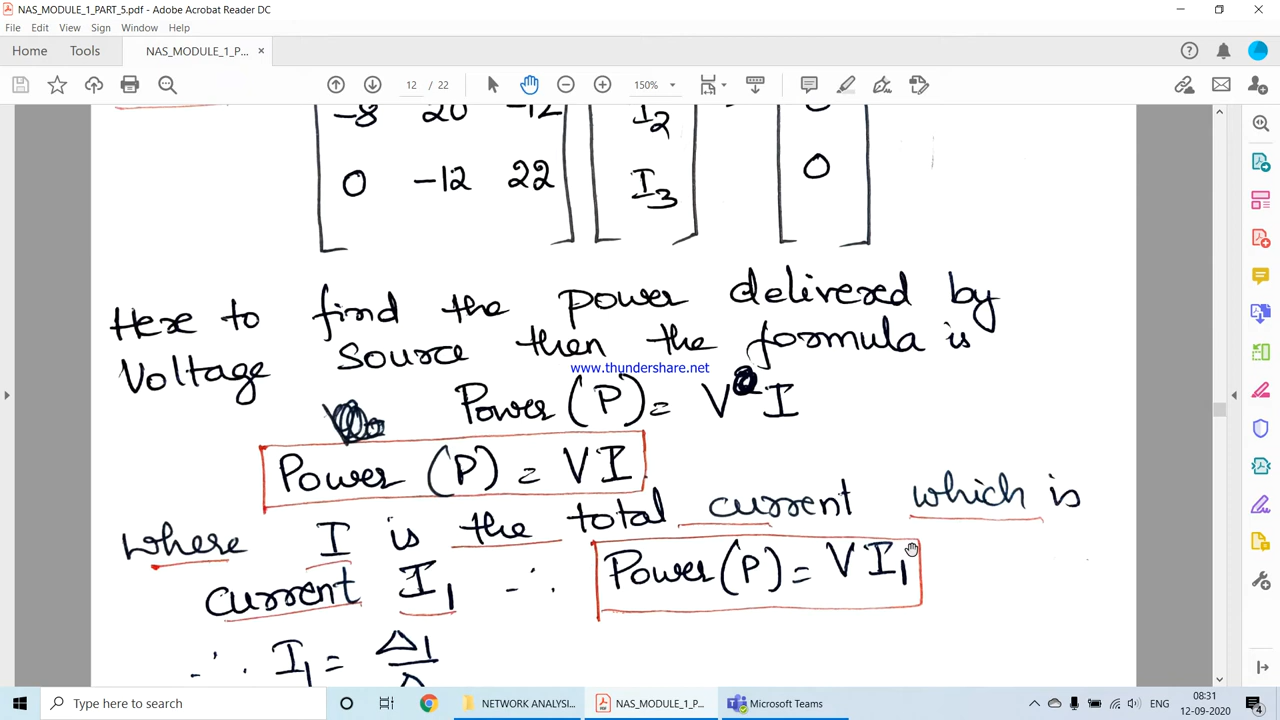 NAS_MODULE_1_PART_5.pdf - Adobe Acrobat Reader DC
File Edit View Sign Window Help
Home Tools NAS_MODULE_1_P... ×
12 / 22 150%
-8 20 -12 I2
0 -12 22 I3 0
Here to find the power delivered by
Voltage source then the formula is
www.thundershare.net
Power (P) = V I
Power (P) = VI
where I is the total current which is
current I1 ∴ Power (P) = VI1
∴ I1 = Δ1
Type here to search
NETWORK ANALYSI...
NAS_MODULE_1_P...
Microsoft Teams
ENG
08:31
12-09-2020
4